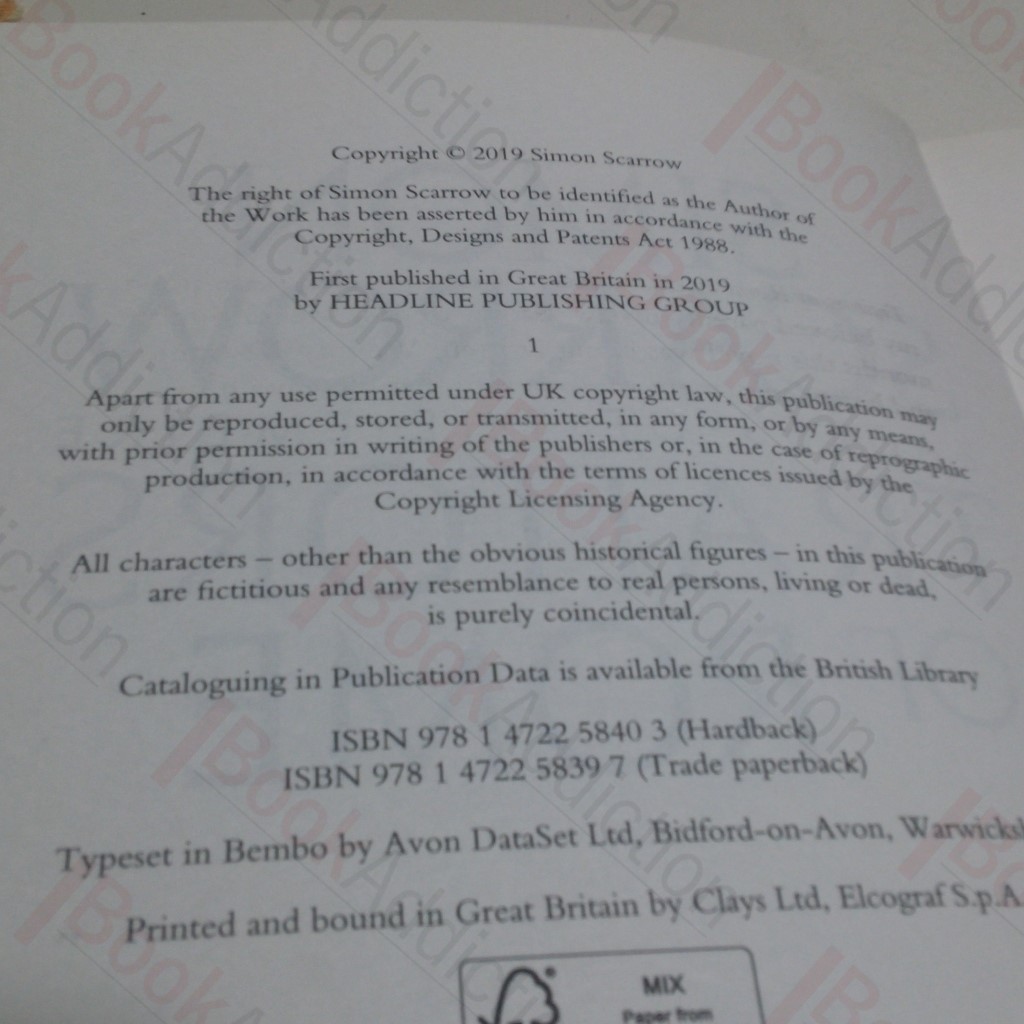 Copyright © 2019 Simon Scarrow
The right of Simon Scarrow to be identified as the Author of
the Work has been asserted by him in accordance with the
Copyright, Designs and Patents Act 1988.
First published in Great Britain in 2019
by HEADLINE PUBLISHING GROUP
1
Apart from any use permitted under UK copyright law, this publication may
only be reproduced, stored, or transmitted, in any form, or by any means,
with prior permission in writing of the publishers or, in the case of reprographic
production, in accordance with the terms of licences issued by the
Copyright Licensing Agency.
All characters – other than the obvious historical figures – in this publication
are fictitious and any resemblance to real persons, living or dead,
is purely coincidental.
Cataloguing in Publication Data is available from the British Library
ISBN 978 1 4722 5840 3 (Hardback)
ISBN 978 1 4722 5839 7 (Trade paperback)
Typeset in Bembo by Avon DataSet Ltd, Bidford-on-Avon, Warwicksh
Printed and bound in Great Britain by Clays Ltd, Elcograf S.p.A.
MIX
Paper from
BookAddiction